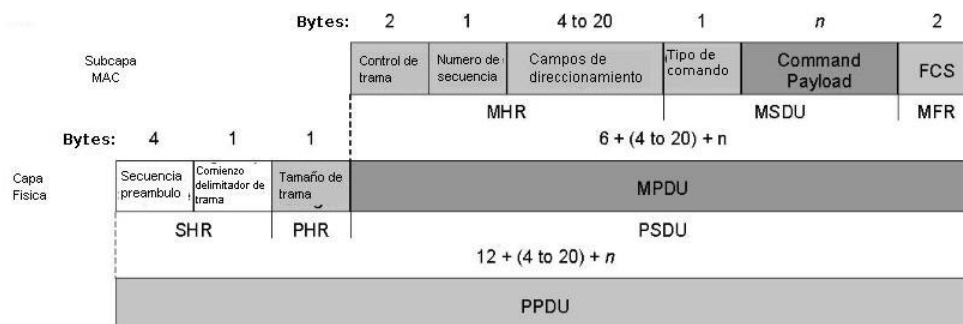 Bytes: 2 1 4 to 20 1 n 2
Subcapa
MAC
Control de
trama
Numero de
secuencia
Campos de
direccionamiento
Tipo de
comando
Command
Payload
FCS
MHR MSDU MFR
Bytes: 4 1 1 6 + (4 to 20) + n
Capa
Fisica
Secuencia
preambulo
Comienzo
delimitador de
trama
Tamaño de
trama
MPDU
SHR PHR PSDU
12 + (4 to 20) + n
PPDU